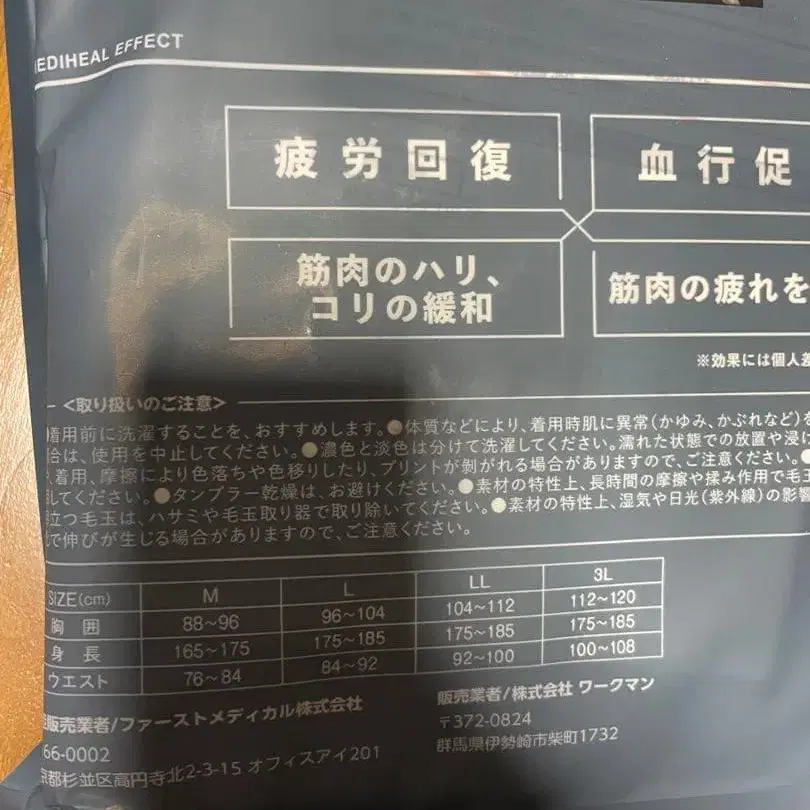 MEDIHEAL EFFECT
疲労回復
血行促
筋肉のハリ、
コリの緩和
筋肉の疲れを
※効果には個人差
<取り扱いのご注意>
着用前に洗濯することを、おすすめします。●体質などにより、着用時肌に異常(かゆみ、かぶれなど)を
合は、使用を中止してください。●濃色と淡色は分けて洗濯してください。濡れた状態での放置や浸け
、着用、摩擦により色落ちや色移りしたり、プリントが剥がれる場合がありますので、ご注意ください。●
してください。●タンブラー乾燥は、お避けください。●素材の特性上、長時間の摩擦や揉み作用で毛玉
立つ毛玉は、ハサミや毛玉取り器で取り除いてください。●素材の特性上、湿気や日光(紫外線)の影響
で伸びが生じる場合がありますので、ご注意ください。
SIZE(cm) M L LL 3L
胸囲 88~96 96~104 104~112 112~120
身長 165~175 175~185 175~185 175~185
ウエスト 76~84 84~92 92~100 100~108
販売業者/ファーストメディカル株式会社
66-0002
京都杉並区高円寺北2-3-15 オフィスアイ201
販売業者/株式会社 ワークマン
〒372-0824
群馬県伊勢崎市柴町1732